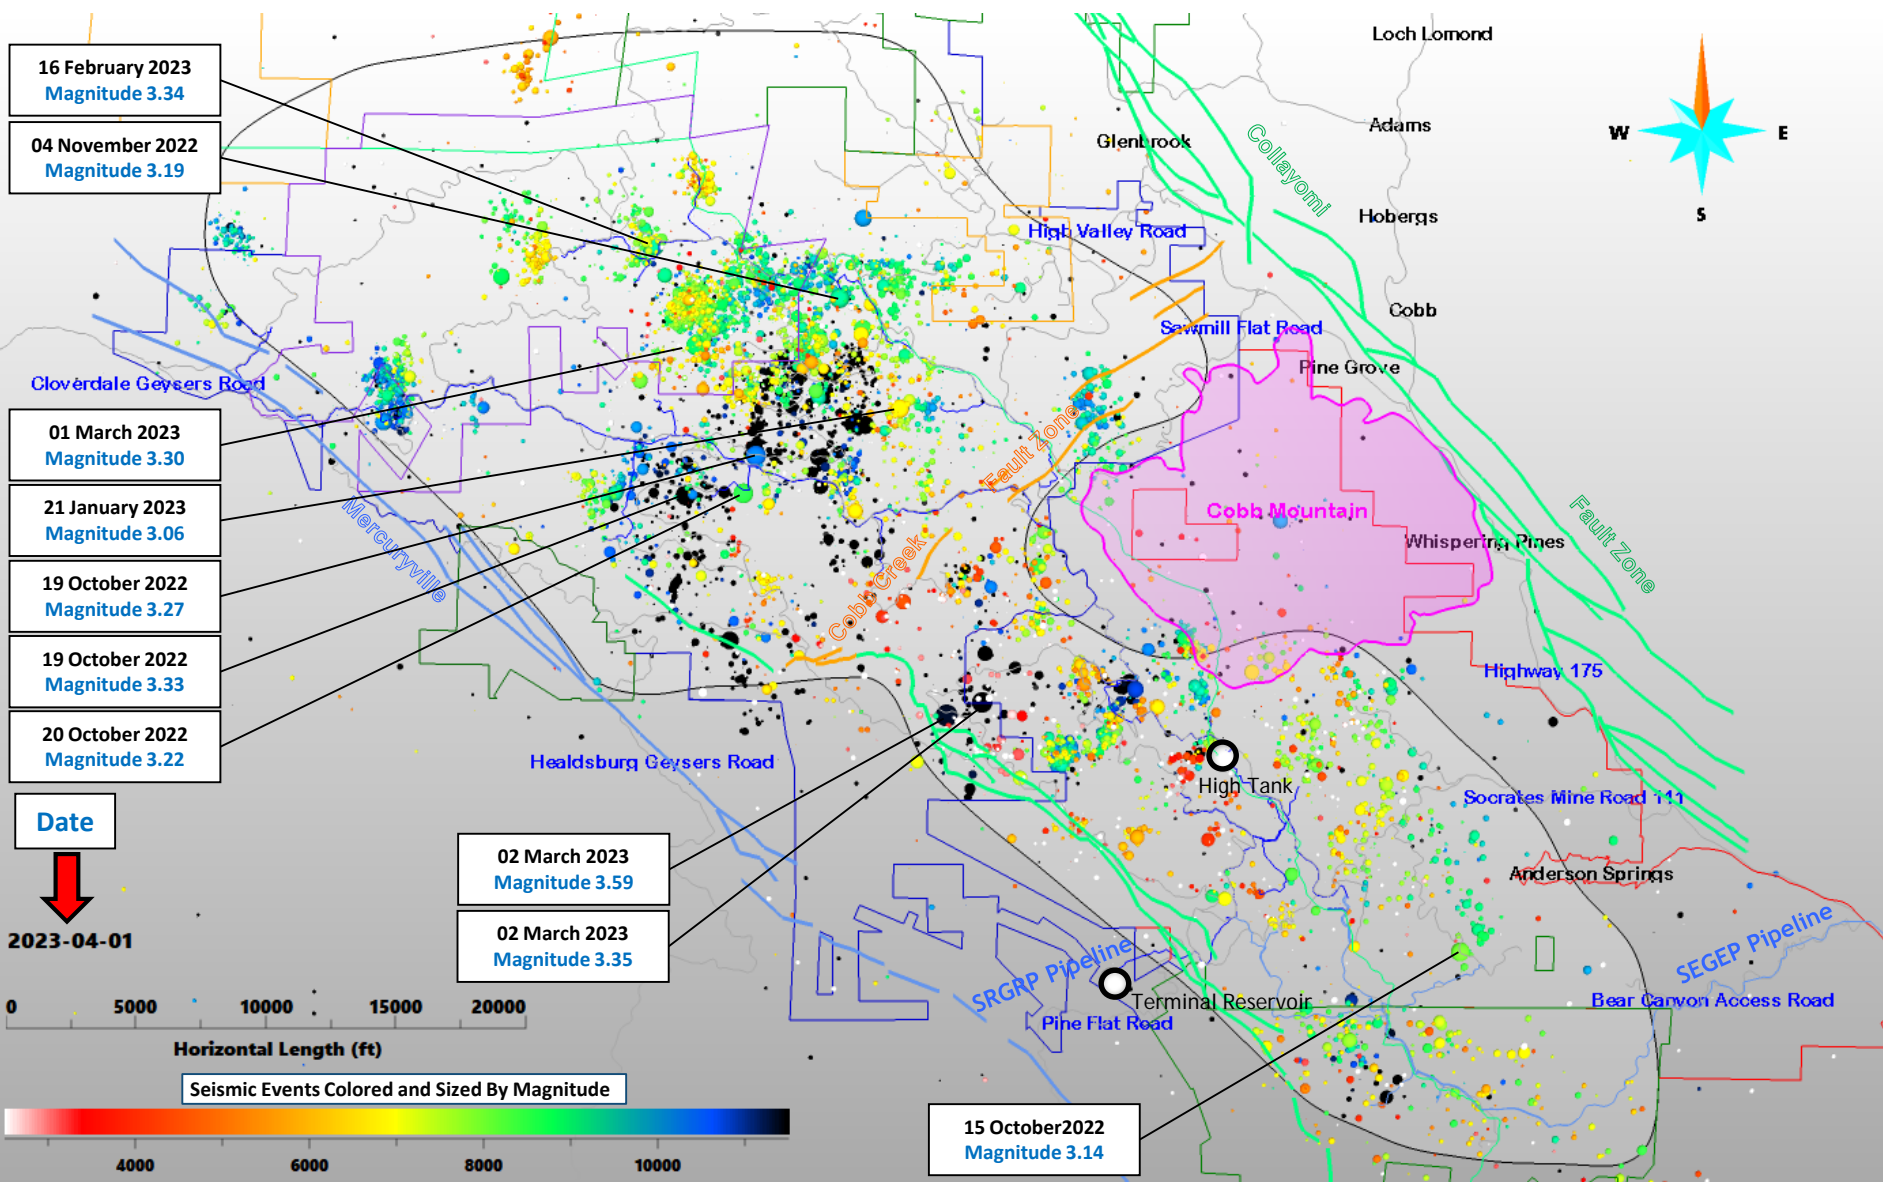 16 February 2023
Magnitude 3.34
04 November 2022
Magnitude 3.19
01 March 2023
Magnitude 3.30
21 January 2023
Magnitude 3.06
19 October 2022
Magnitude 3.27
19 October 2022
Magnitude 3.33
20 October 2022
Magnitude 3.22
02 March 2023
Magnitude 3.59
02 March 2023
Magnitude 3.35
15 October2022
Magnitude 3.14
Loch Lomond
Adams
Glenbrook
Hobergs
Cobb
Pine Grove
Whispering Pines
Anderson Springs
Collayomi
Fault Zone
High Valley Road
Sawmill Flat Road
Cloverdale Geysers Road
Mercuryville
Cobb Creek
Fault Zone
Cobb Mountain
Highway 175
Healdsburg Geysers Road
High Tank
Socrates Mine Road 141
SRGRP Pipeline
SEGEP Pipeline
Terminal Reservoir
Pine Flat Road
Bear Canyon Access Road
W
E
S
Date
2023-04-01
0 5000 10000 15000 20000
Horizontal Length (ft)
Seismic Events Colored and Sized By Magnitude
4000 6000 8000 10000